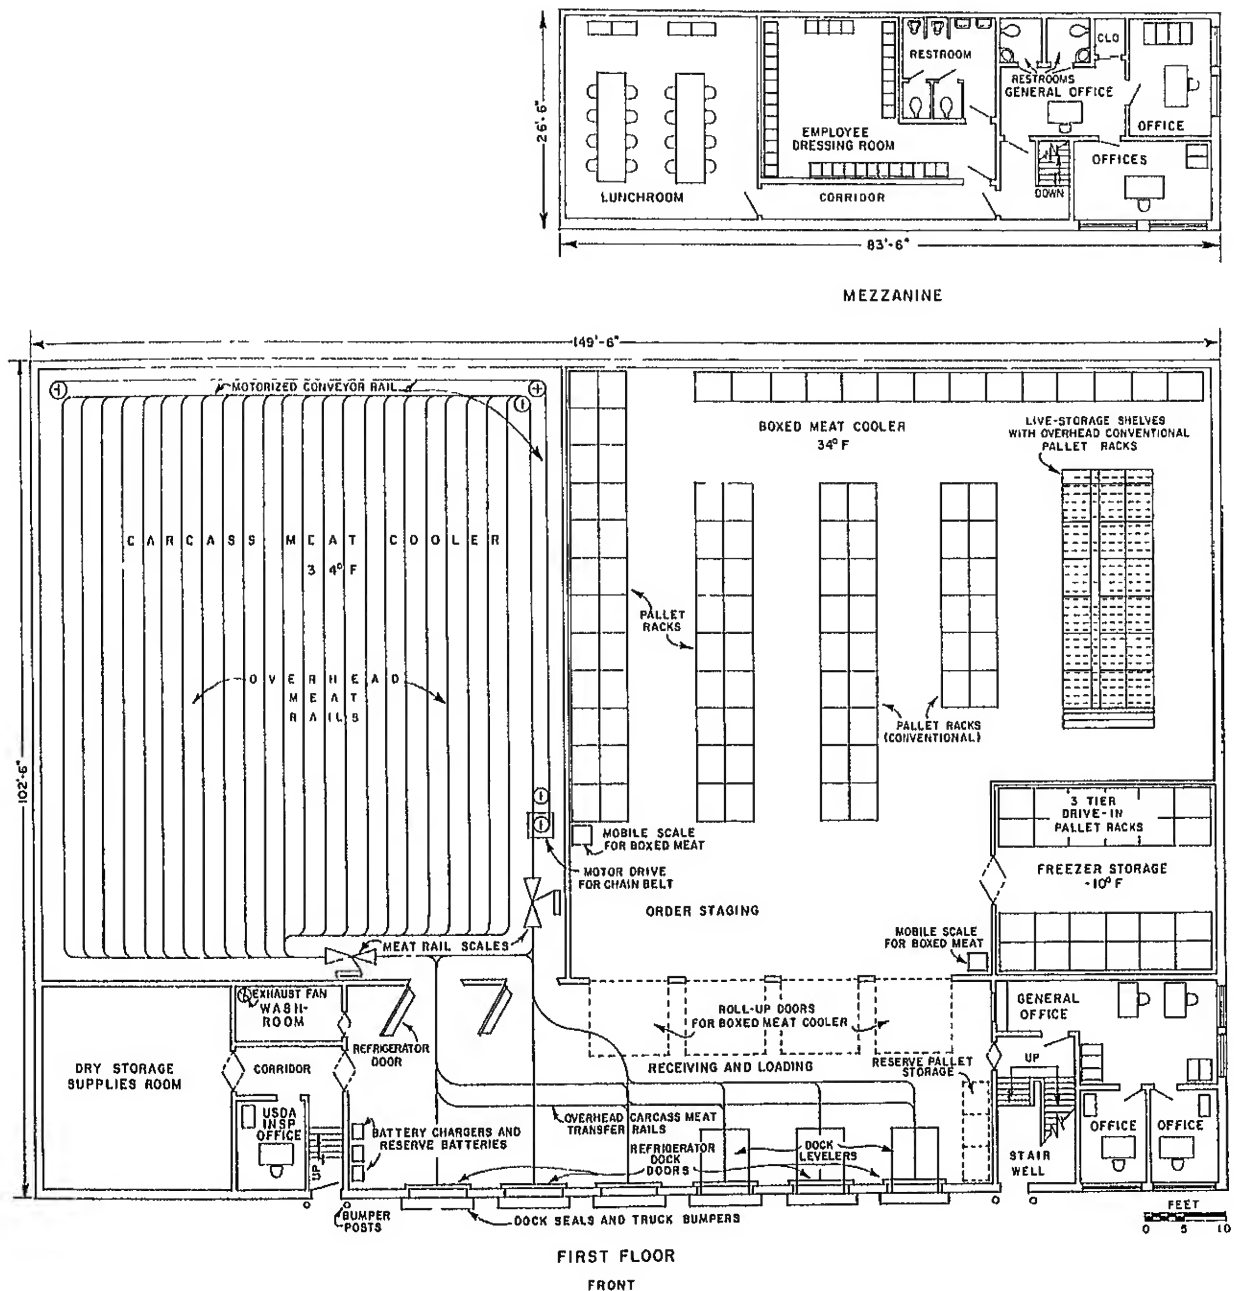 26'-6"
RESTROOM
CLO
RESTROOMS
GENERAL OFFICE
OFFICE
EMPLOYEE
DRESSING ROOM
OFFICES
DOWN
LUNCHROOM
CORRIDOR
83'-6"
MEZZANINE
149'-6"
MOTORIZED CONVEYOR RAIL
BOXED MEAT COOLER
34° F
LIVE-STORAGE SHELVES
WITH OVERHEAD CONVENTIONAL
PALLET RACKS
CARCASS MEAT COOLER
34° F
PALLET
RACKS
OVERHEAD
MEAT
RAILS
PALLET RACKS
(CONVENTIONAL)
102'-6"
3 TIER
DRIVE-IN
PALLET RACKS
MOBILE SCALE
FOR BOXED MEAT
MOTOR DRIVE
FOR CHAIN BELT
FREEZER STORAGE
-10° F
ORDER STAGING
MEAT RAIL SCALES
MOBILE SCALE
FOR BOXED MEAT
EXHAUST FAN
WASH-
ROOM
GENERAL
OFFICE
ROLL-UP DOORS
FOR BOXED MEAT COOLER
REFRIGERATOR
DOOR
DRY STORAGE
SUPPLIES ROOM
CORRIDOR
RECEIVING AND LOADING
RESERVE PALLET
STORAGE
UP
USDA
INSP
OFFICE
OVERHEAD CARCASS MEAT
TRANSFER RAILS
BATTERY CHARGERS AND
RESERVE BATTERIES
REFRIGERATOR
DOCK
DOORS
DOCK
LEVELERS
OFFICE
OFFICE
UP
STAIR
WELL
BUMPER
POSTS
DOCK SEALS AND TRUCK BUMPERS
FEET
0 5 10
FIRST FLOOR
FRONT